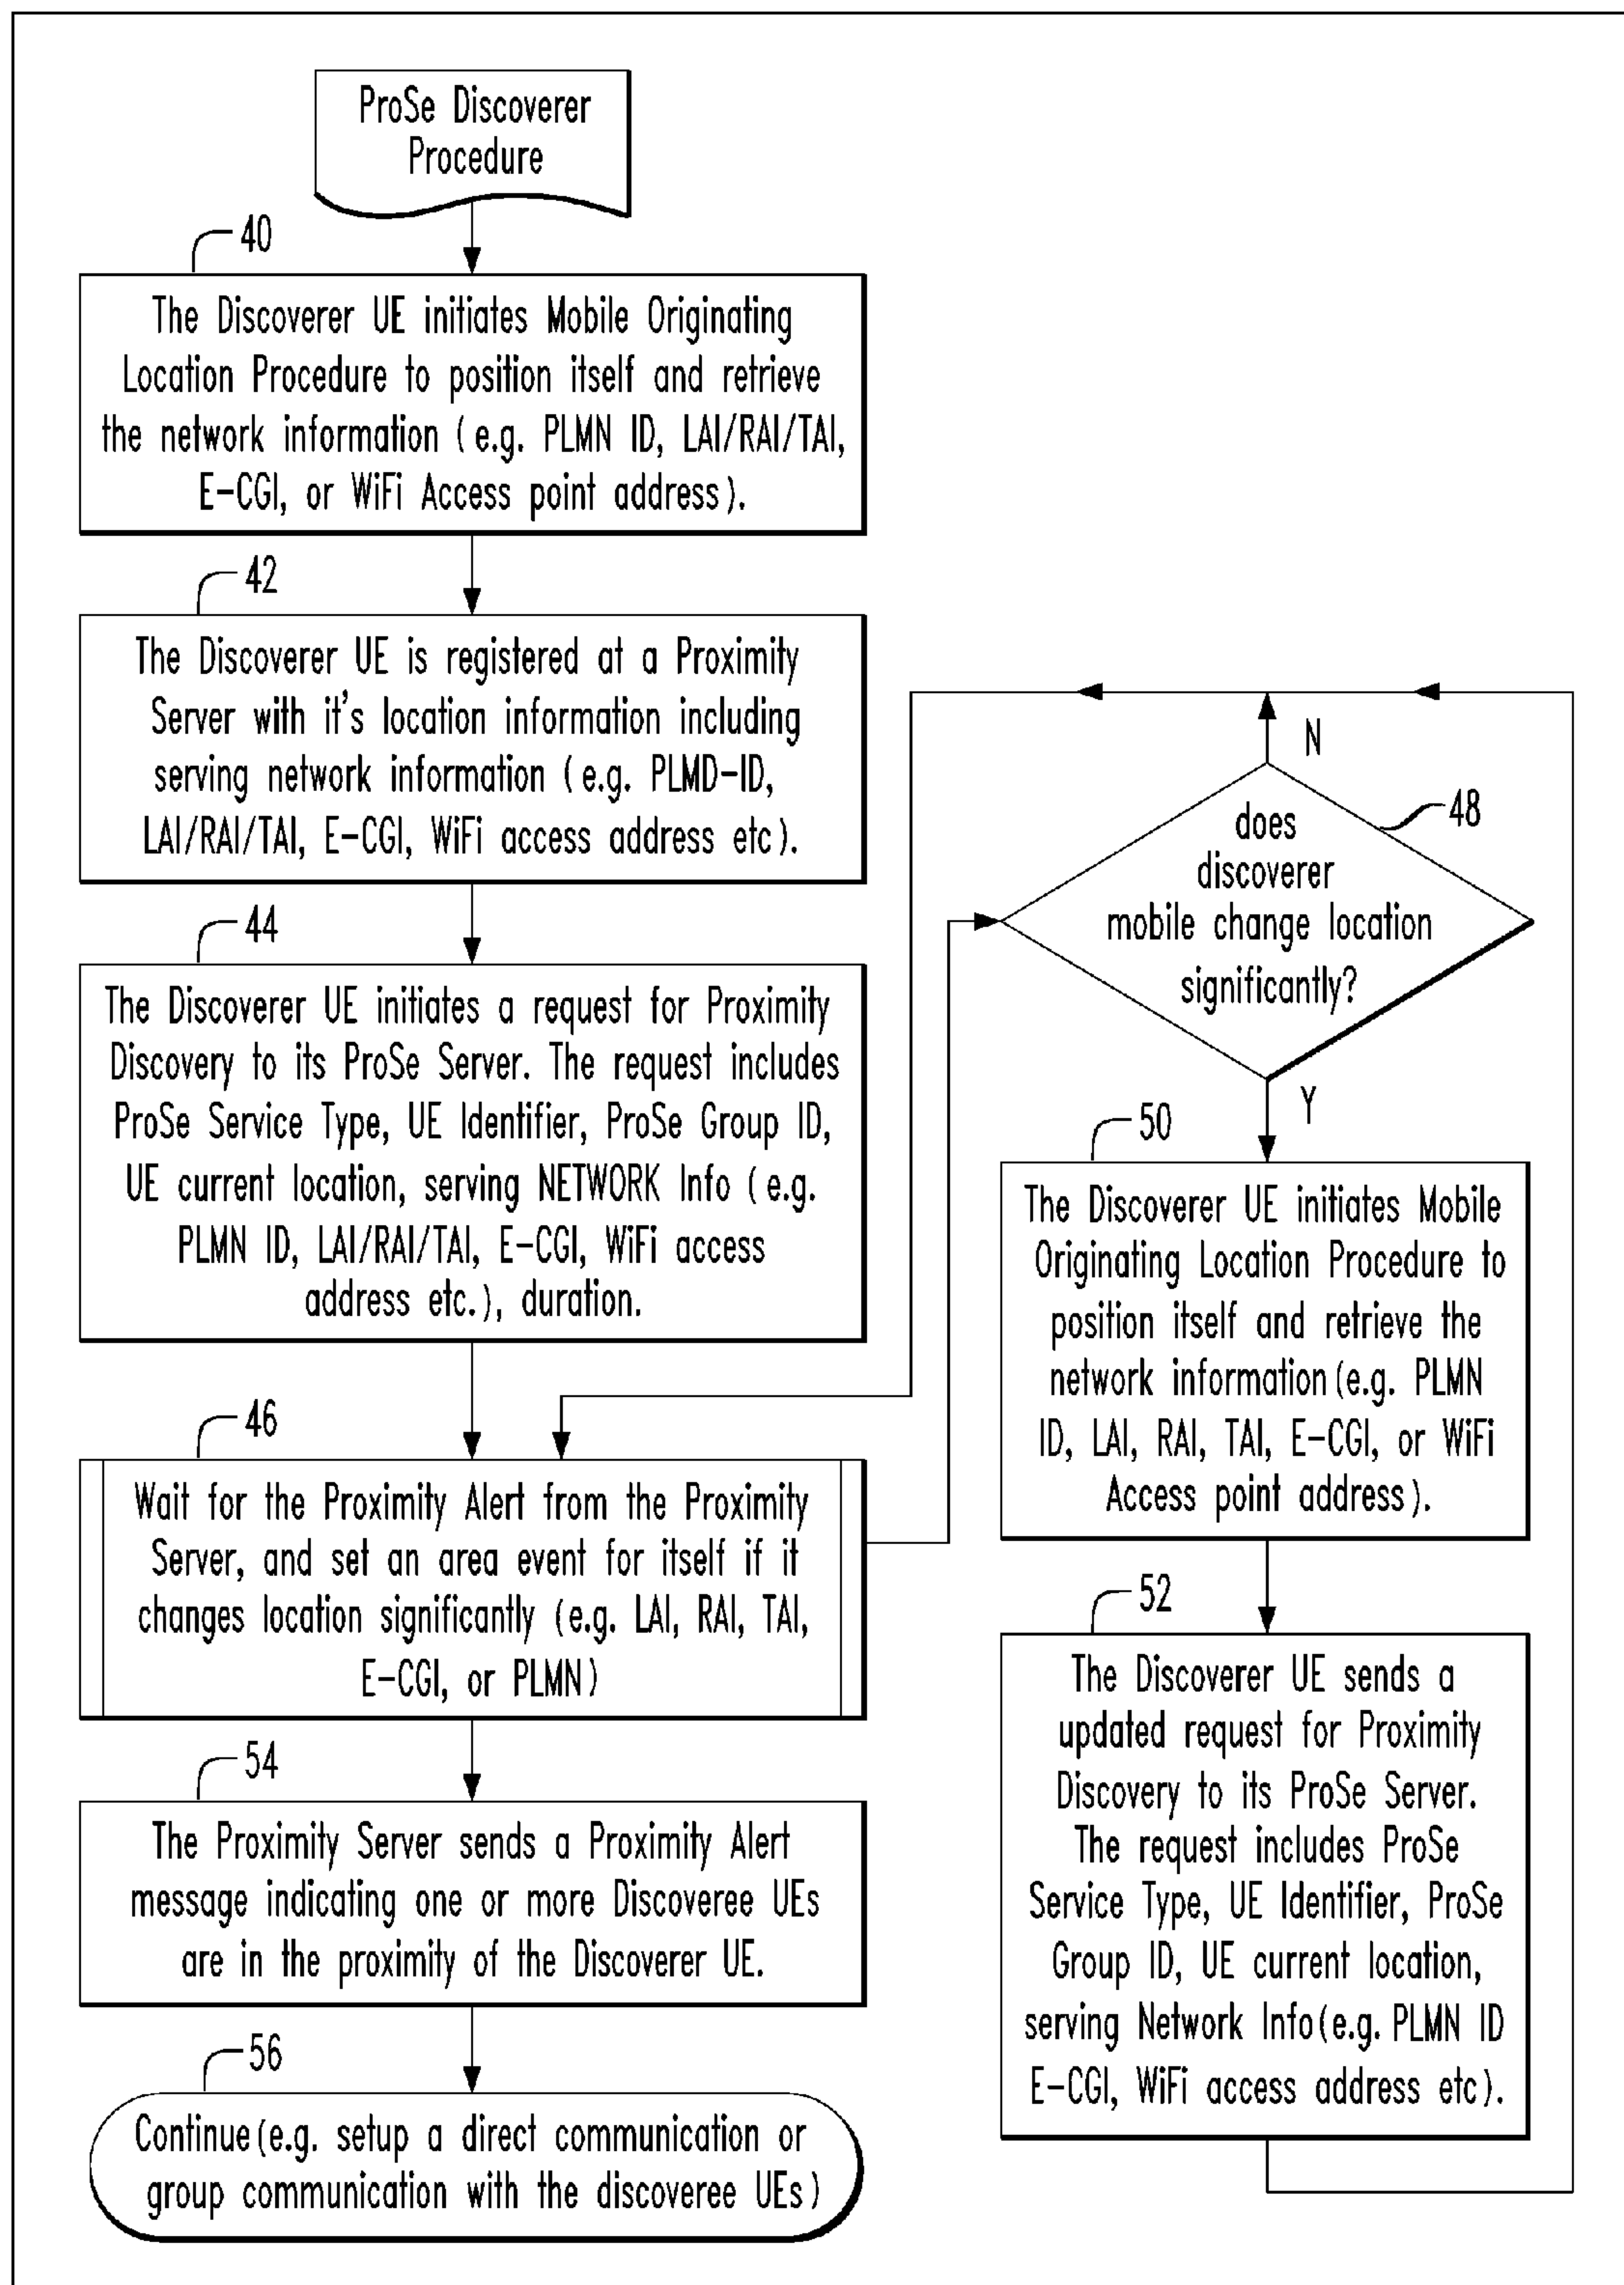 ProSe Discoverer
Procedure
40
The Discoverer UE initiates Mobile Originating
Location Procedure to position itself and retrieve
the network information (e.g. PLMN ID, LAI/RAI/TAI,
E-CGI, or WiFi Access point address).
42
The Discoverer UE is registered at a Proximity
Server with it's location information including
serving network information (e.g. PLMD-ID,
LAI/RAI/TAI, E-CGI, WiFi access address etc).
44
The Discoverer UE initiates a request for Proximity
Discovery to its ProSe Server. The request includes
ProSe Service Type, UE Identifier, ProSe Group ID,
UE current location, serving NETWORK Info (e.g.
PLMN ID, LAI/RAI/TAI, E-CGI, WiFi access
address etc.), duration.
46
Wait for the Proximity Alert from the Proximity
Server, and set an area event for itself if it
changes location significantly (e.g. LAI, RAI, TAI,
E-CGI, or PLMN)
N
48
does
discoverer
mobile change location
significantly?
Y
50
The Discoverer UE initiates Mobile
Originating Location Procedure to
position itself and retrieve the
network information(e.g. PLMN
ID, LAI, RAI, TAI, E-CGI, or WiFi
Access point address).
52
The Discoverer UE sends a
updated request for Proximity
Discovery to its ProSe Server.
The request includes ProSe
Service Type, UE Identifier, ProSe
Group ID, UE current location,
serving Network Info(e.g. PLMN ID
E-CGI, WiFi access address etc).
54
The Proximity Server sends a Proximity Alert
message indicating one or more Discoveree UEs
are in the proximity of the Discoverer UE.
56
Continue(e.g. setup a direct communication or
group communication with the discoveree UEs)